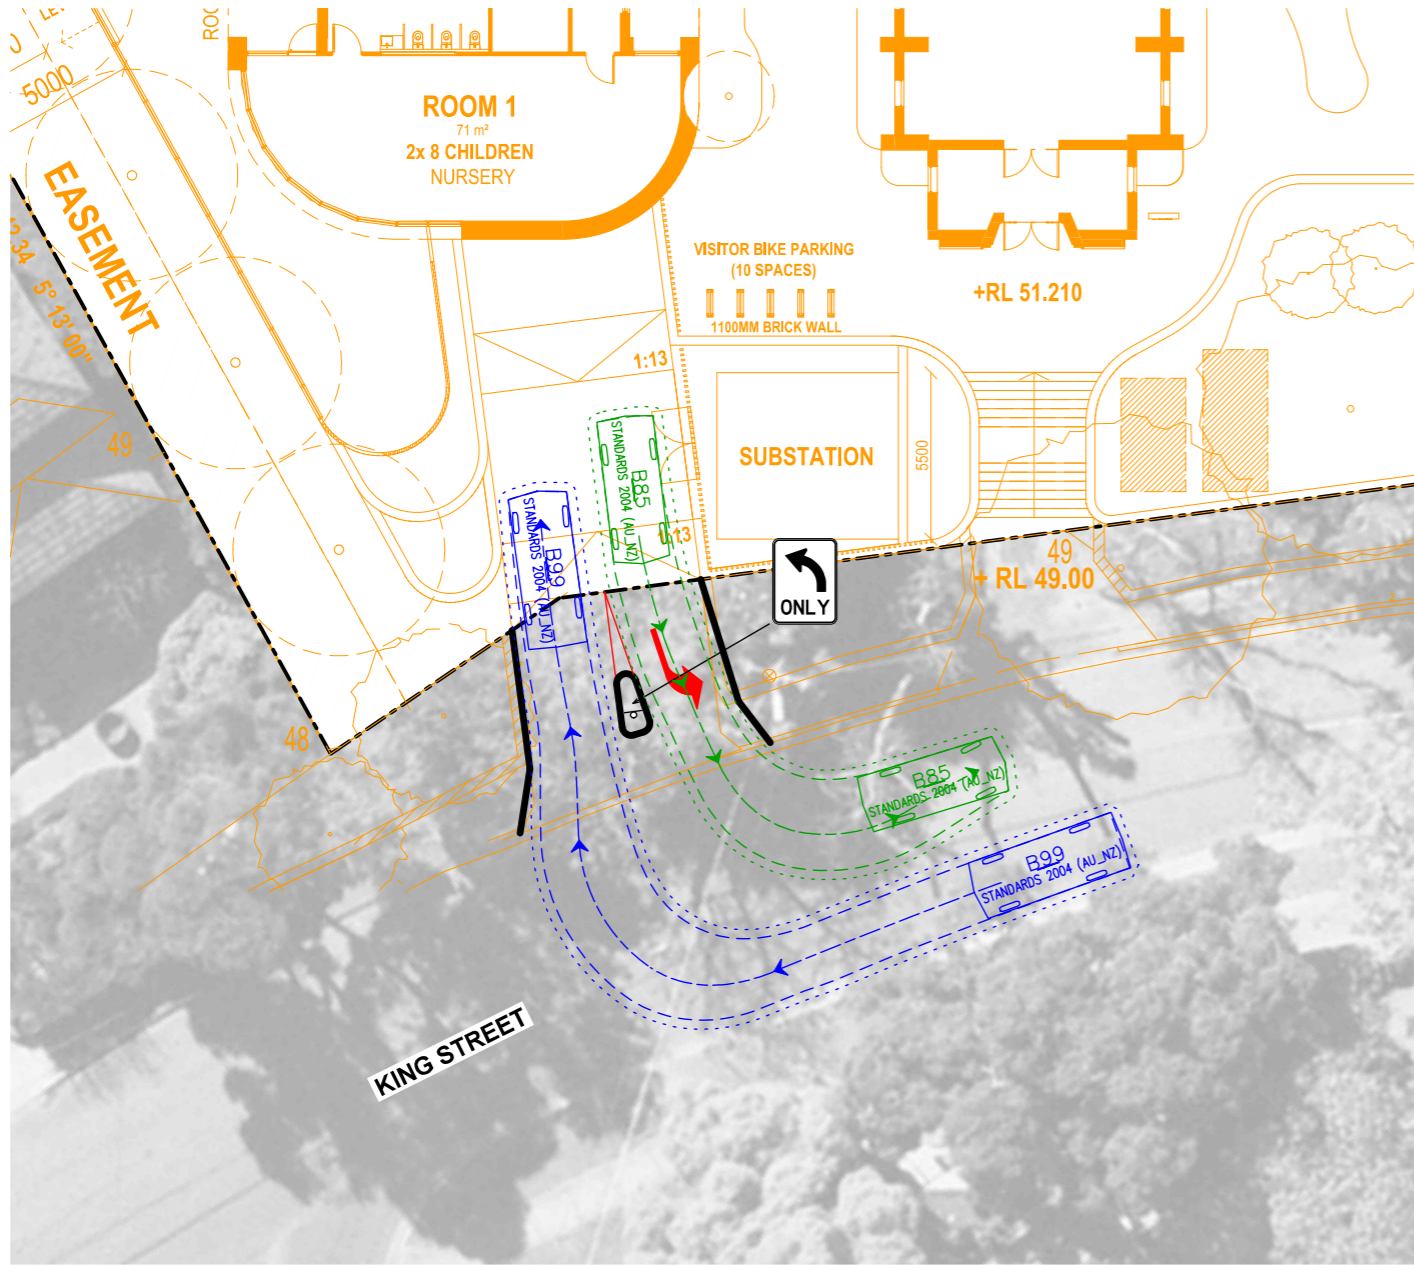 5000
ROOM 1
71 m²
2x 8 CHILDREN
NURSERY
EASEMENT
5° 13' 00"
VISITOR BIKE PARKING
(10 SPACES)
1100MM BRICK WALL
+RL 51.210
1:13
SUBSTATION
5500
49
B85
STANDARDS 2004 (AU_NZ)
B99
STANDARDS 2004 (AU_NZ)
1:13
ONLY
49
+ RL 49.00
48
B85
STANDARDS 2004 (AU_NZ)
B99
STANDARDS 2004 (AU_NZ)
KING STREET